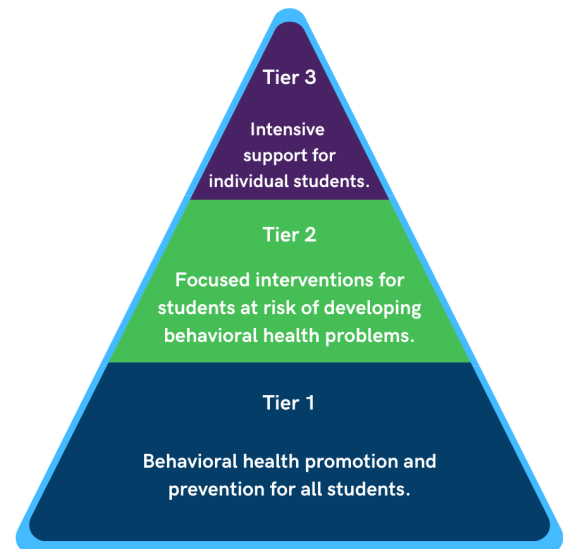 Tier 3
Intensive
support for
individual students.
Tier 2
Focused interventions for
students at risk of developing
behavioral health problems.
Tier 1
Behavioral health promotion and
prevention for all students.